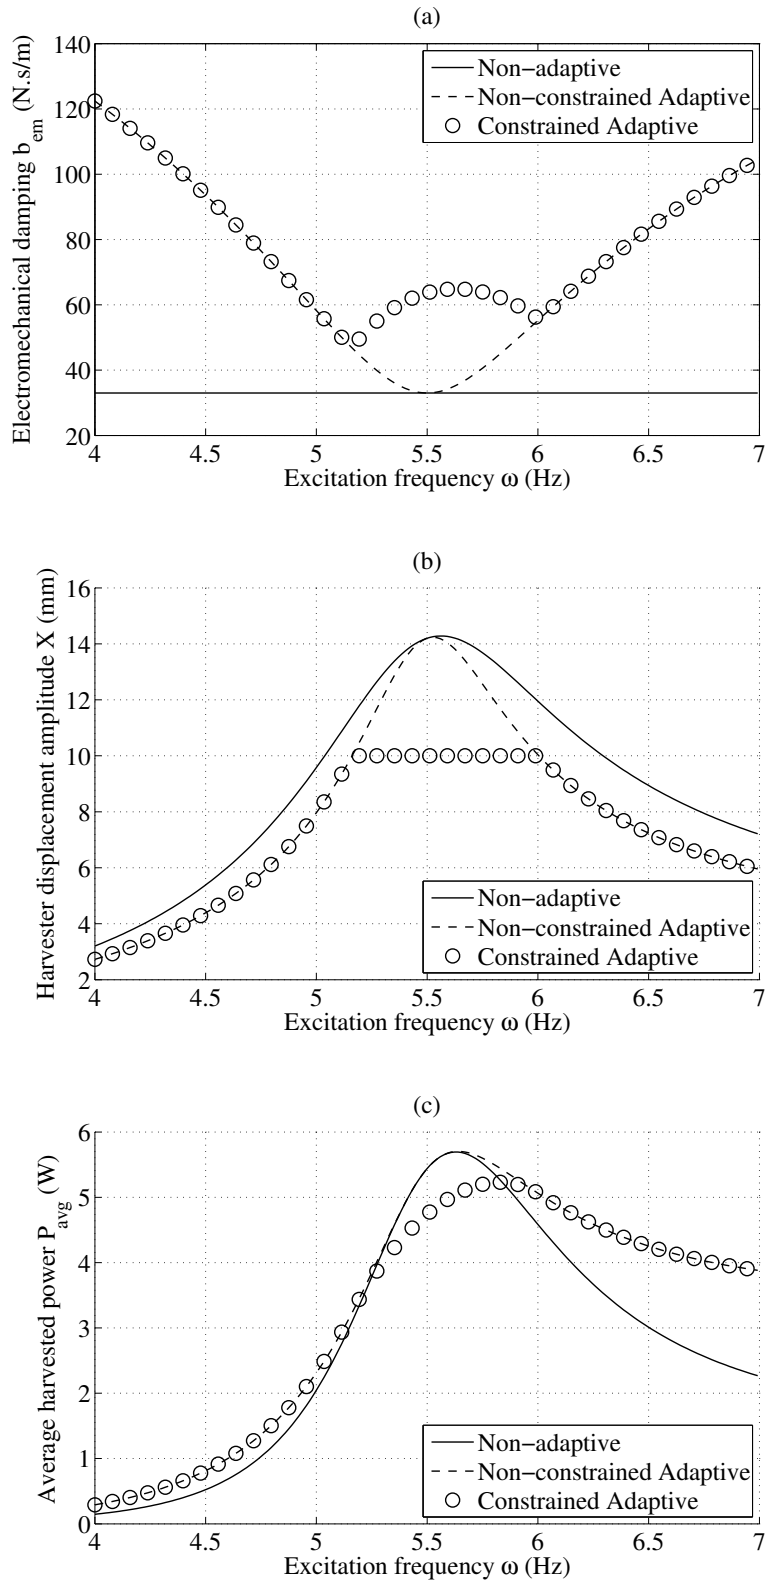 (a)
140
120
100
80
60
40
20
Electromechanical damping b_em (N.s/m)
Non−adaptive
Non−constrained Adaptive
Constrained Adaptive
4 4.5 5 5.5 6 6.5 7
Excitation frequency ω (Hz)
(b)
16
14
12
10
8
6
4
2
Harvester displacement amplitude X (mm)
Non−adaptive
Non−constrained Adaptive
Constrained Adaptive
4 4.5 5 5.5 6 6.5 7
Excitation frequency ω (Hz)
(c)
6
5
4
3
2
1
0
Average harvested power P_avg (W)
Non−adaptive
Non−constrained Adaptive
Constrained Adaptive
4 4.5 5 5.5 6 6.5 7
Excitation frequency ω (Hz)